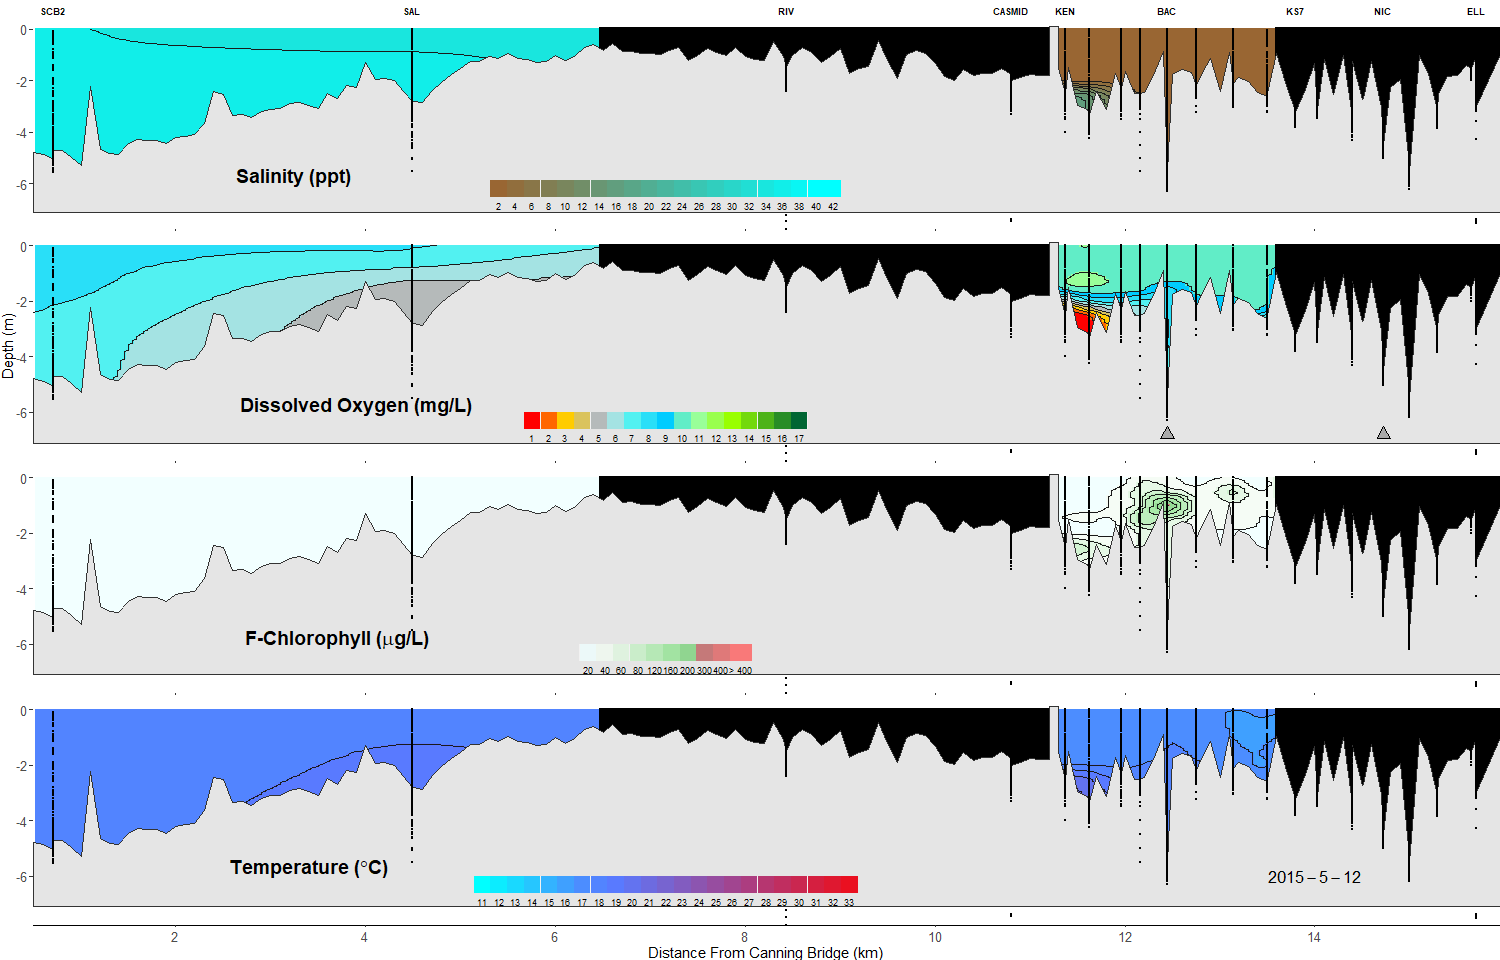 SCB2 SAL RIV CASMID KEN BAC KS7 NIC ELL
0
-2
-4
-6
Salinity (ppt)
2 4 6 8 10 12 14 16 18 20 22 24 26 28 30 32 34 36 38 40 42
0
-2
-4
-6
Depth (m)
Dissolved Oxygen (mg/L)
1 2 3 4 5 6 7 8 9 10 11 12 13 14 15 16 17
0
-2
-4
-6
F-Chlorophyll (µg/L)
20 40 60 80 120 160 200 300 400 > 400
0
-2
-4
-6
Temperature (°C)
2015 – 5 – 12
11 12 13 14 15 16 17 18 19 20 21 22 23 24 25 26 27 28 29 30 31 32 33
2 4 6 8 10 12 14
Distance From Canning Bridge (km)